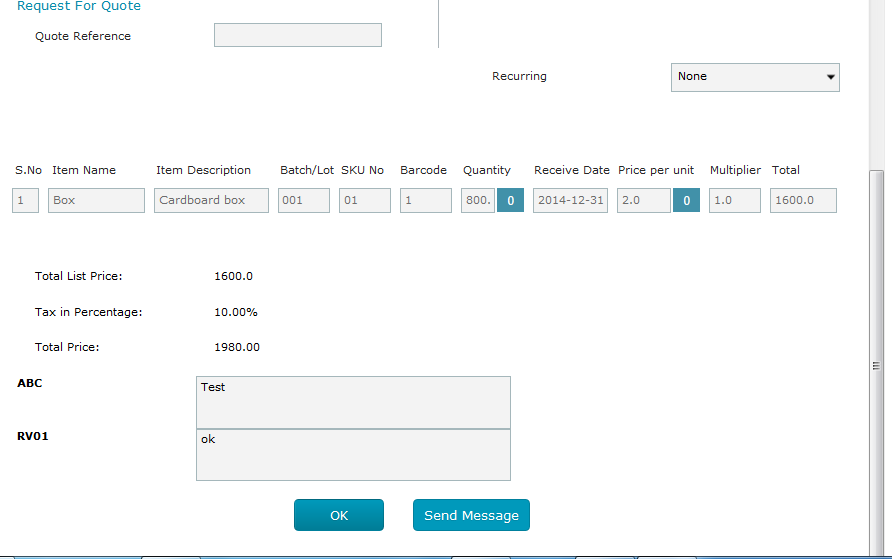 Request For Quote
Quote Reference
Recurring None
S.No Item Name Item Description Batch/Lot SKU No Barcode Quantity Receive Date Price per unit Multiplier Total
1 Box Cardboard box 001 01 1 800. 0 2014-12-31 2.0 0 1.0 1600.0
Total List Price: 1600.0
Tax in Percentage: 10.00%
Total Price: 1980.00
ABC Test
RV01 ok
OK Send Message